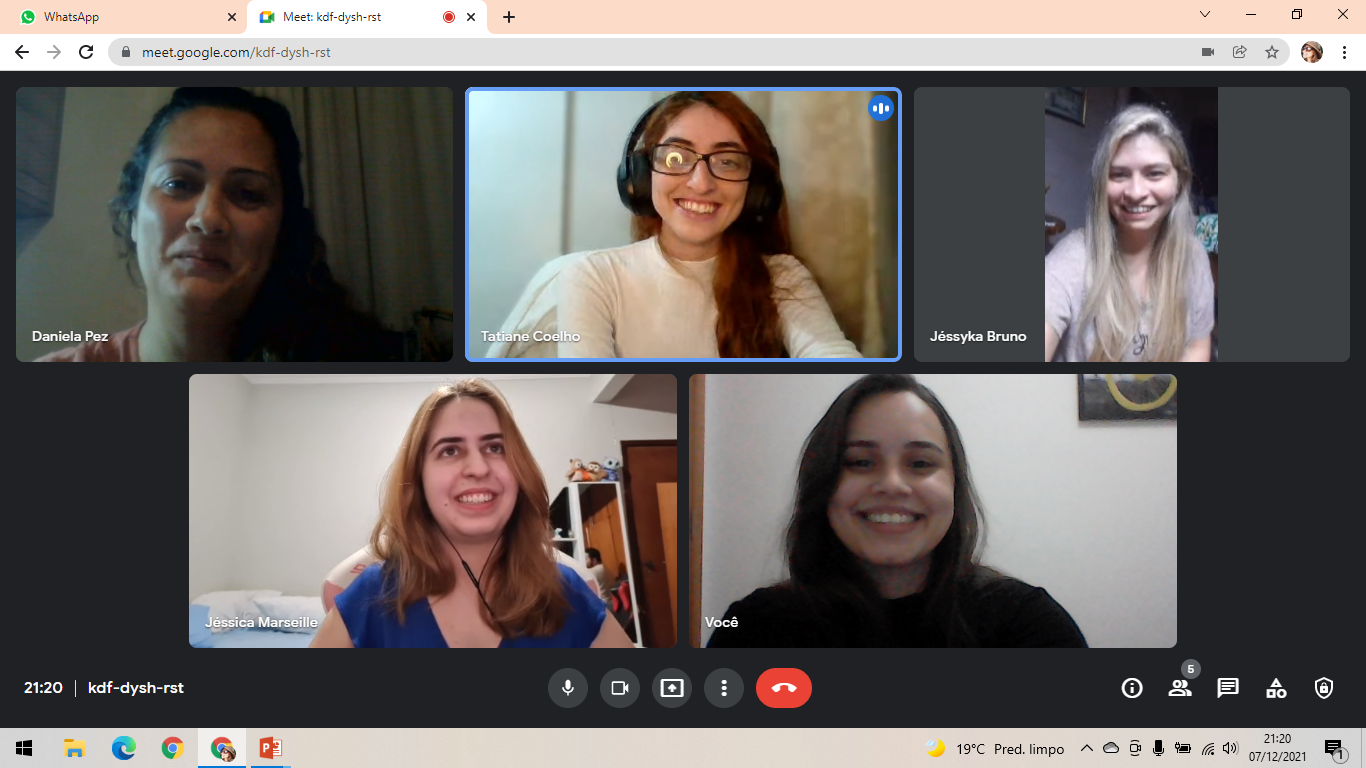 WhatsApp
Meet: kdf-dysh-rst
meet.google.com/kdf-dysh-rst
Daniela Pez
Tatiane Coelho
Jéssyka Bruno
Jéssica Marseille
Você
21:20 | kdf-dysh-rst
5
19°C Pred. limpo
21:20
07/12/2021
1